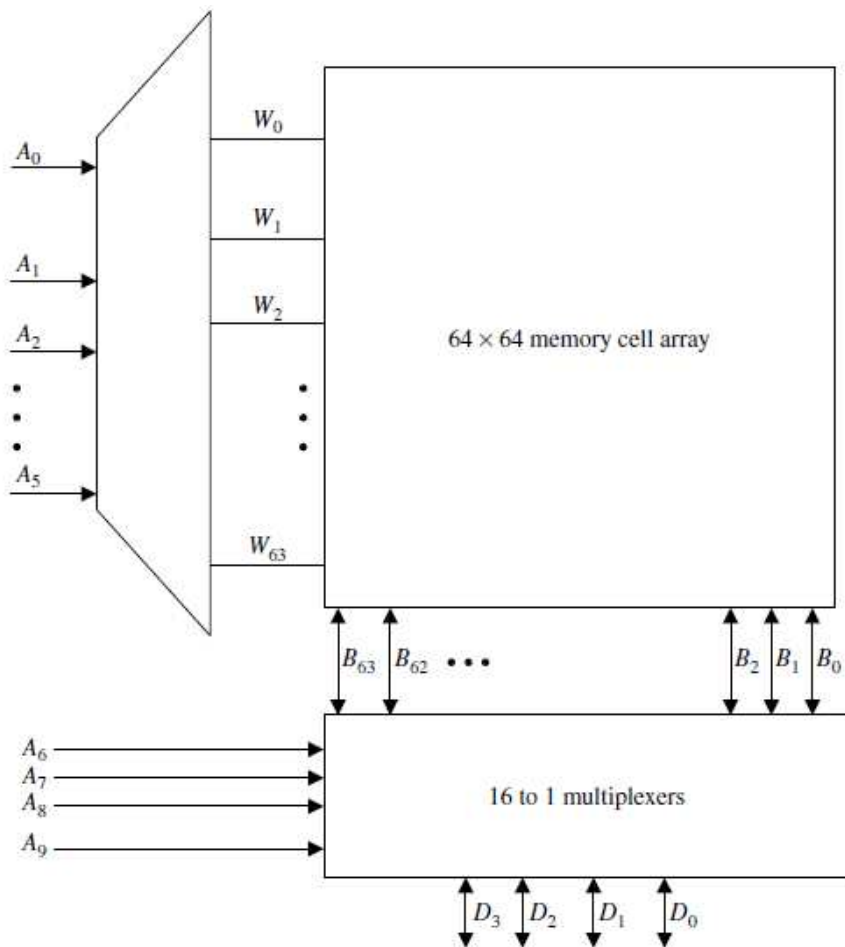 W₀
A₀
W₁
A₁
W₂
A₂
64 × 64 memory cell array
A₅
W₆₃
B₆₃ B₆₂ B₂ B₁ B₀
A₆
A₇
A₈
A₉
16 to 1 multiplexers
D₃ D₂ D₁ D₀